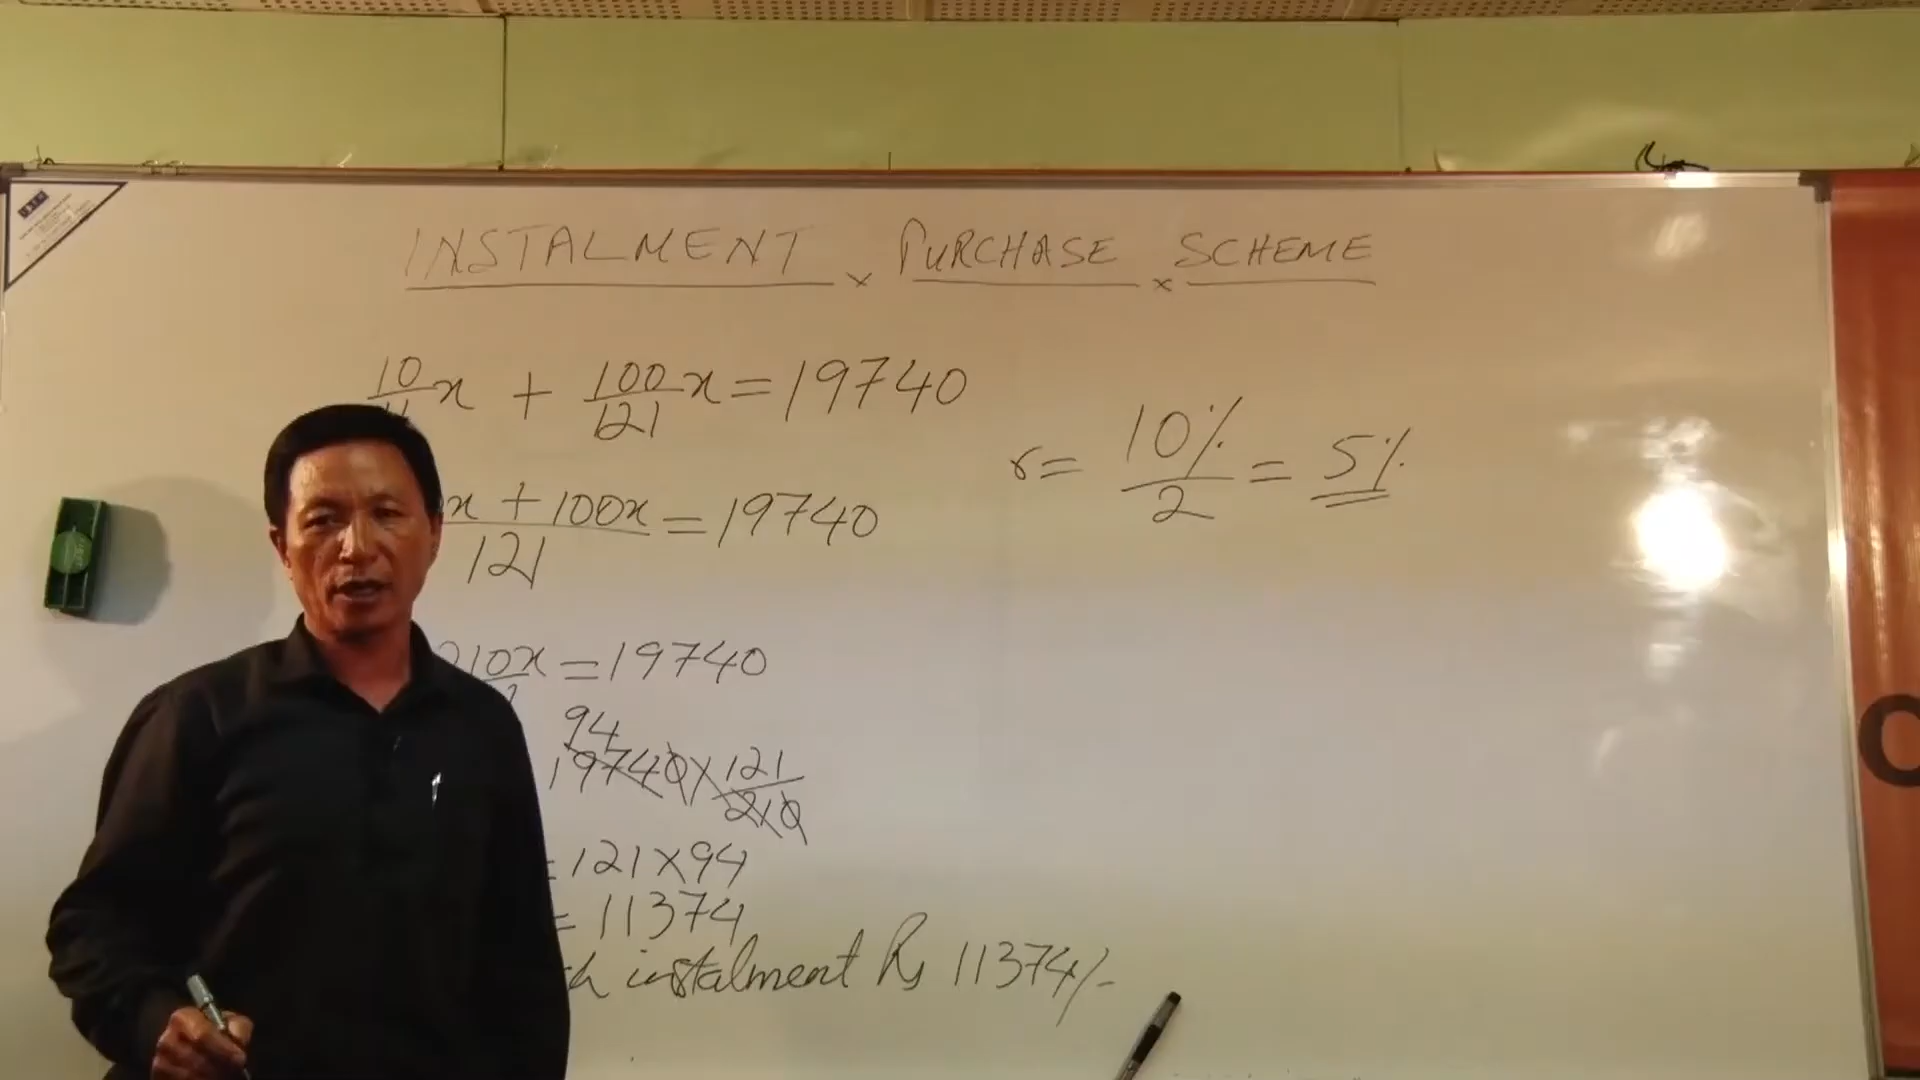 INSTALMENT × PURCHASE × SCHEME
10/11 x + 100/121 x = 19740
x + 100x / 121 = 19740
210x = 19740
94
19740 × 121/210
= 121 × 94
= 11374
instalment Rs 11374/-
r = 10%/2 = 5%